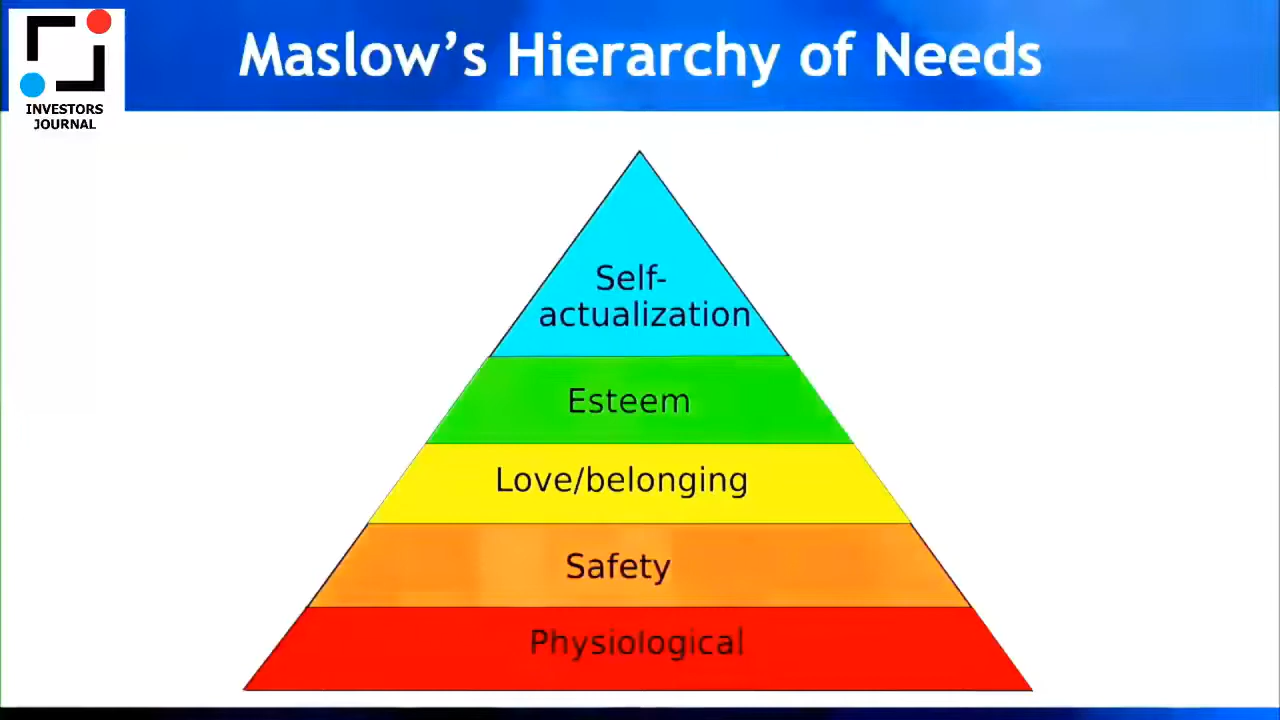 INVESTORS
JOURNAL
Maslow’s Hierarchy of Needs
Self-
actualization
Esteem
Love/belonging
Safety
Physiological